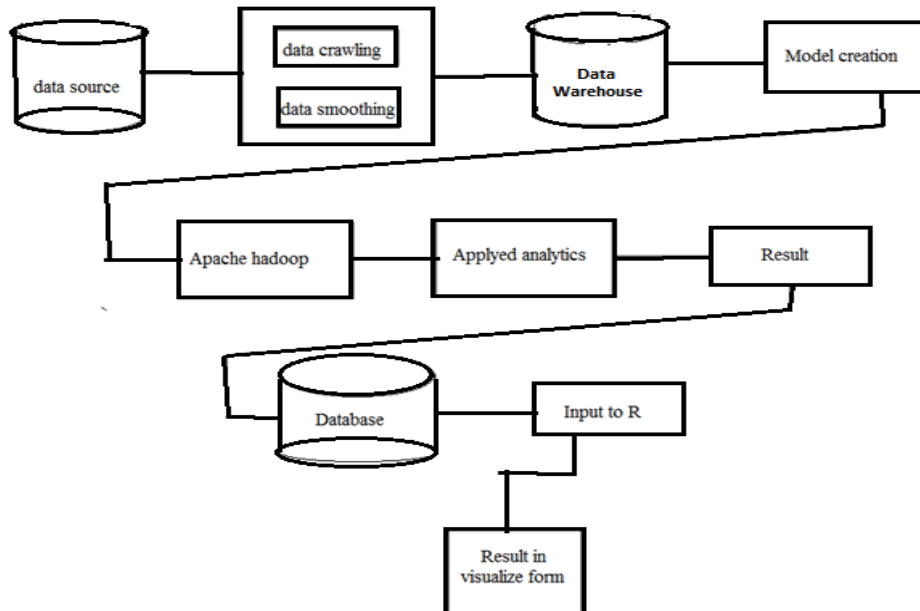 data source
data crawling
data smoothing
Data
Warehouse
Model creation
Apache hadoop
Applyed analytics
Result
Database
Input to R
Result in
visualize form